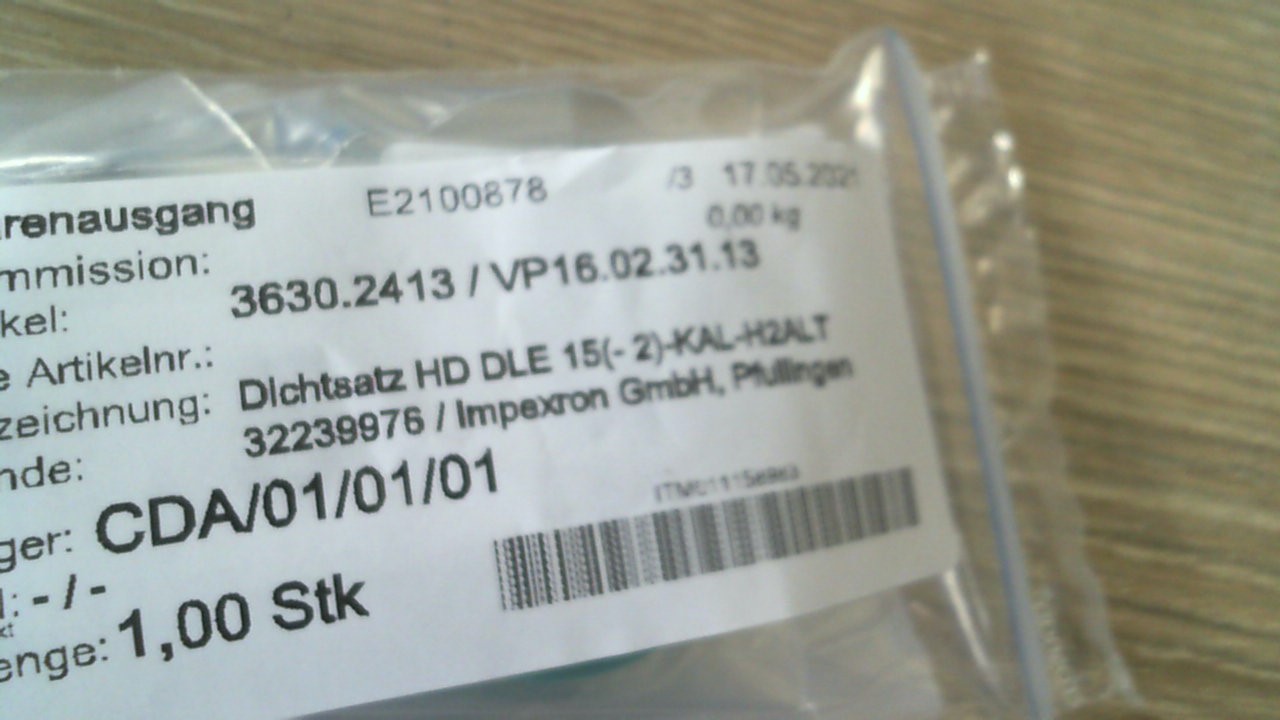 renausgang E2100878 /3 17.05.2021
0,00 kg
mmission:
kel: 3630.2413 / VP16.02.31.13
e Artikelnr.:
zeichnung: Dichtsatz HD DLE 15(- 2)-KAL-H2ALT
nde: 32239976 / Impexron GmbH, Pfullingen
ger: CDA/01/01/01
l: - / -
enge: 1,00 Stk